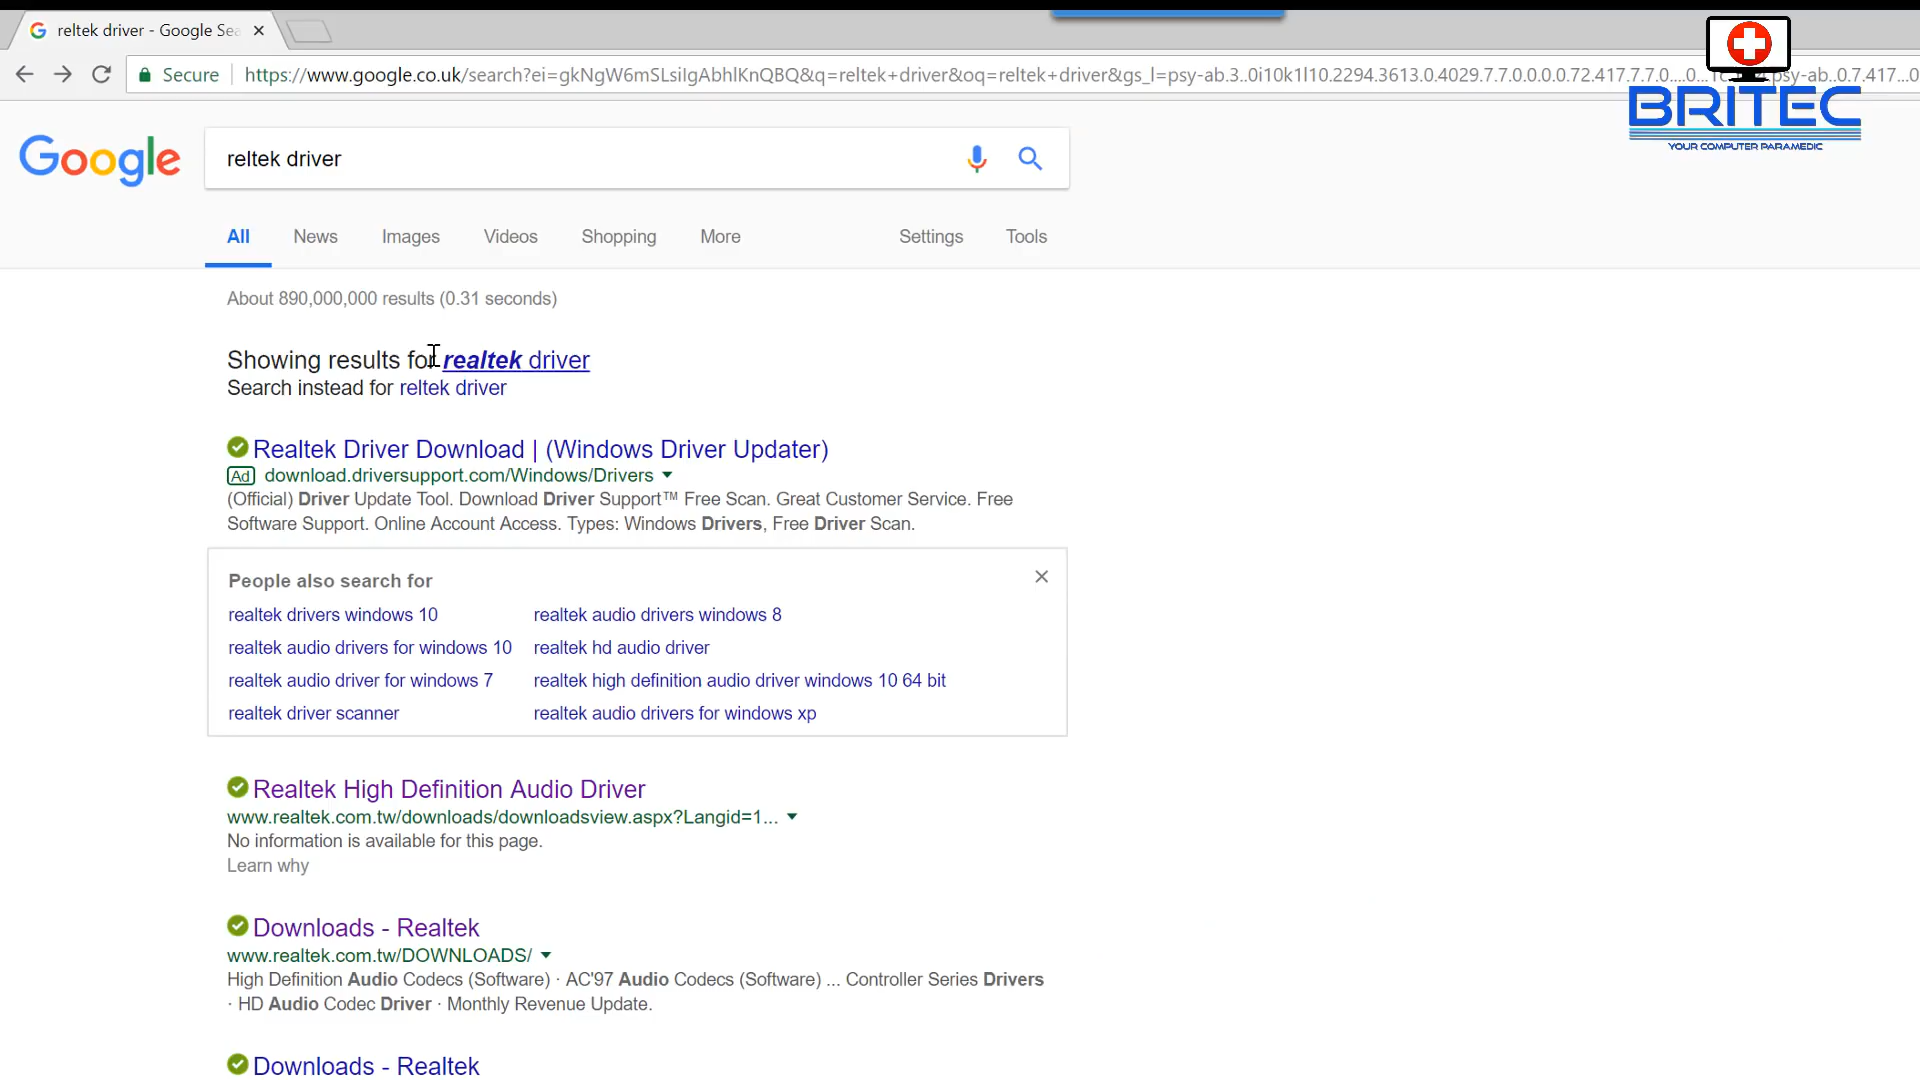 reltek driver - Google Sea
Secure
https://www.google.co.uk/search?ei=gkNgW6mSLsiIgAbhlKnQBQ&q=reltek+driver&oq=reltek+driver&gs_l=psy-ab.3..0i10k1l10.2294.3613.0.4029.7.7.0.0.0.0.72.417.7.7.0....0...1c psy-ab..0.7.417...0
BRITEC
YOUR COMPUTER PARAMEDIC
Google
reltek driver
All News Images Videos Shopping More Settings Tools
About 890,000,000 results (0.31 seconds)
Showing results for realtek driver
Search instead for reltek driver
Realtek Driver Download | (Windows Driver Updater)
Ad download.driversupport.com/Windows/Drivers
(Official) Driver Update Tool. Download Driver Support™ Free Scan. Great Customer Service. Free
Software Support. Online Account Access. Types: Windows Drivers, Free Driver Scan.
People also search for
realtek drivers windows 10 realtek audio drivers windows 8
realtek audio drivers for windows 10 realtek hd audio driver
realtek audio driver for windows 7 realtek high definition audio driver windows 10 64 bit
realtek driver scanner realtek audio drivers for windows xp
Realtek High Definition Audio Driver
www.realtek.com.tw/downloads/downloadsview.aspx?Langid=1...
No information is available for this page.
Learn why
Downloads - Realtek
www.realtek.com.tw/DOWNLOADS/
High Definition Audio Codecs (Software) · AC'97 Audio Codecs (Software) ... Controller Series Drivers
· HD Audio Codec Driver · Monthly Revenue Update.
Downloads - Realtek